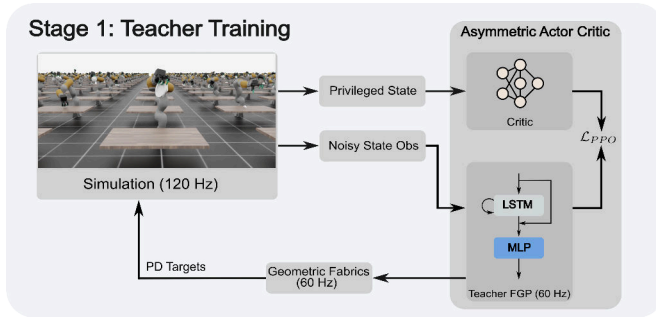 Stage 1: Teacher Training
Asymmetric Actor Critic
Privileged State
Critic
Noisy State Obs
ℒ_PPO
Simulation (120 Hz)
LSTM
MLP
PD Targets
Geometric Fabrics
(60 Hz)
Teacher FGP (60 Hz)